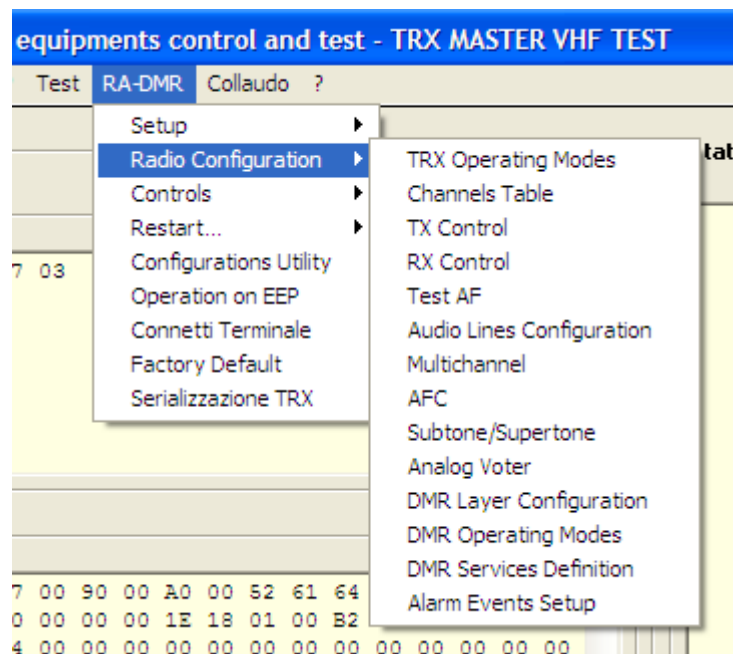 equipments control and test - TRX MASTER VHF TEST
Test RA-DMR Collaudo ?
Setup
Radio Configuration
Controls
Restart...
Configurations Utility
Operation on EEP
Connetti Terminale
Factory Default
Serializzazione TRX
TRX Operating Modes
Channels Table
TX Control
RX Control
Test AF
Audio Lines Configuration
Multichannel
AFC
Subtone/Supertone
Analog Voter
DMR Layer Configuration
DMR Operating Modes
DMR Services Definition
Alarm Events Setup
tat
7 03
7 00 90 00 A0 00 52 61 64
0 00 00 00 1E 18 01 00 B2
4 00 00 00 00 00 00 00 00 00 00 00 00 00